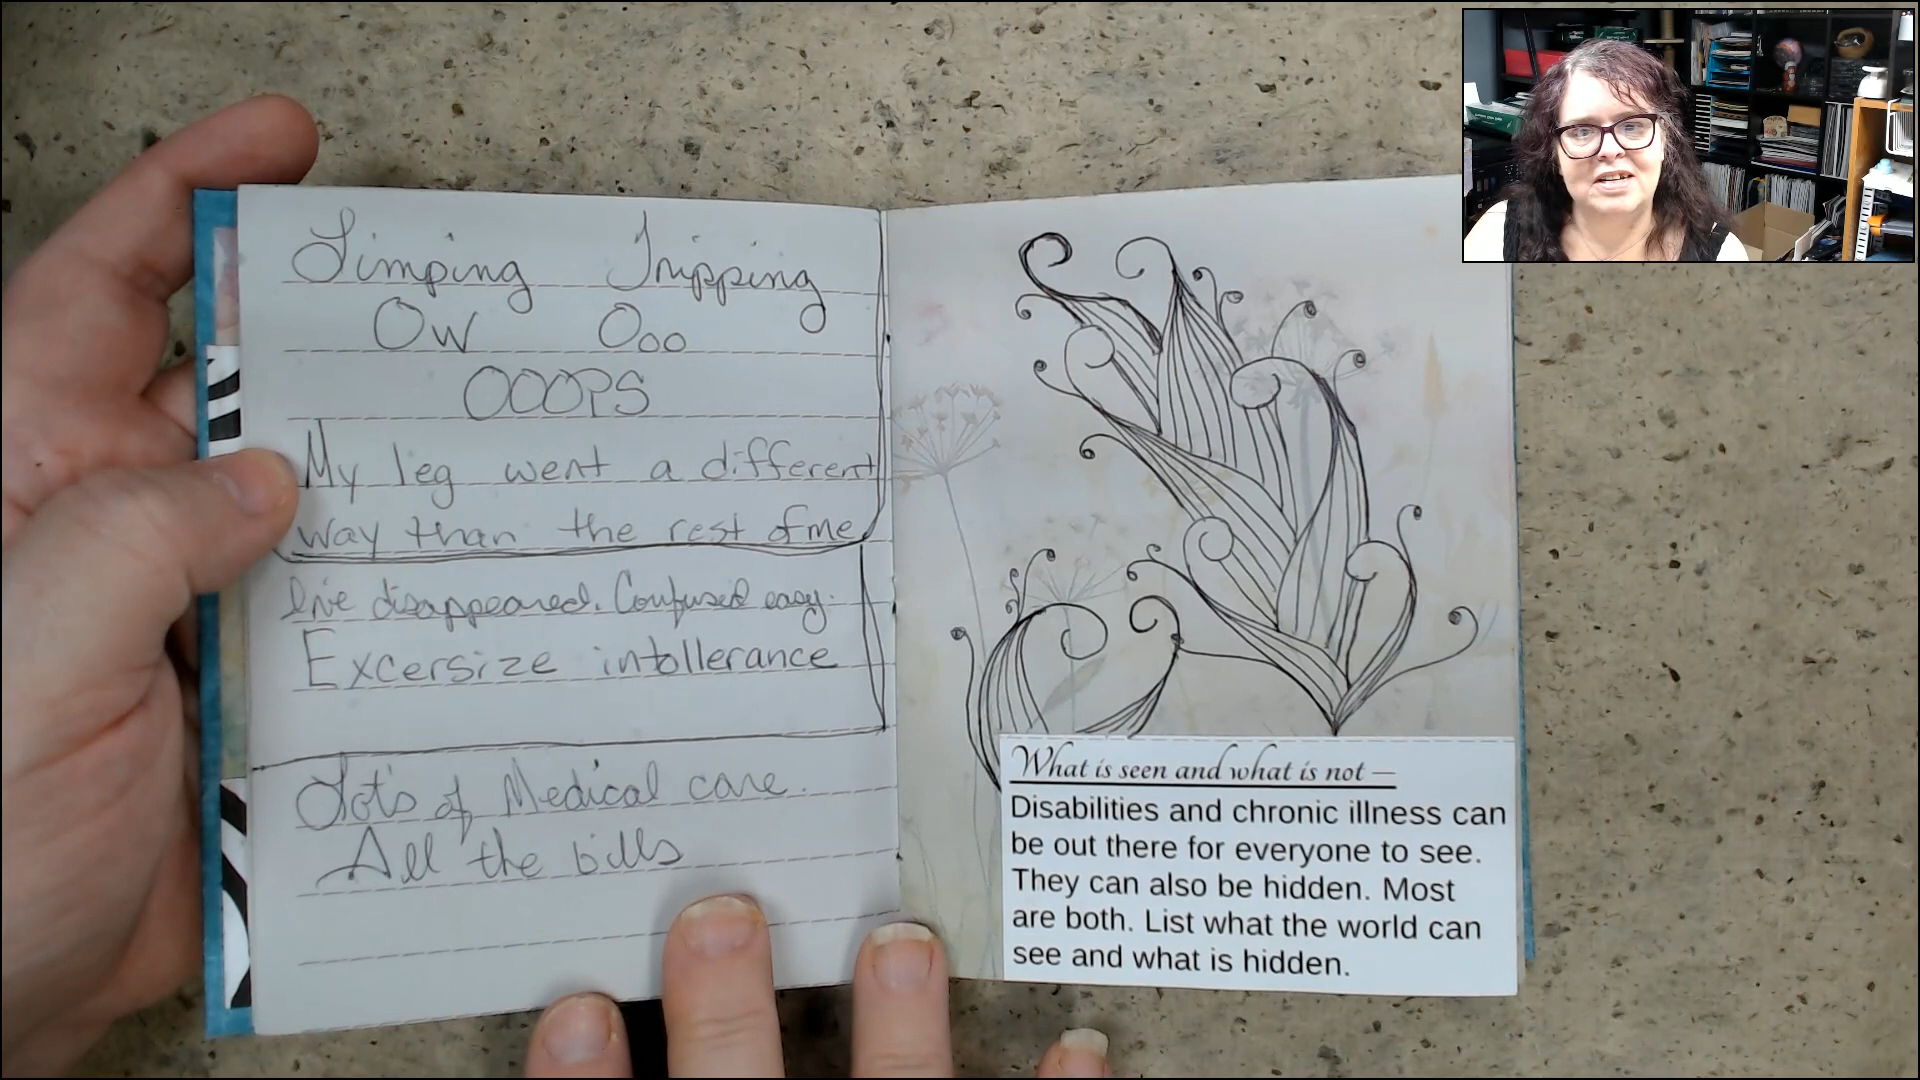 Limping Tripping
Ow Ooo
OOOPS
My leg went a different
way than the rest of me
I've disappeared. Confused easy.
Excersize intollerance
Lot's of Medical care.
All the bills
What is seen and what is not —
Disabilities and chronic illness can
be out there for everyone to see.
They can also be hidden. Most
are both. List what the world can
see and what is hidden.